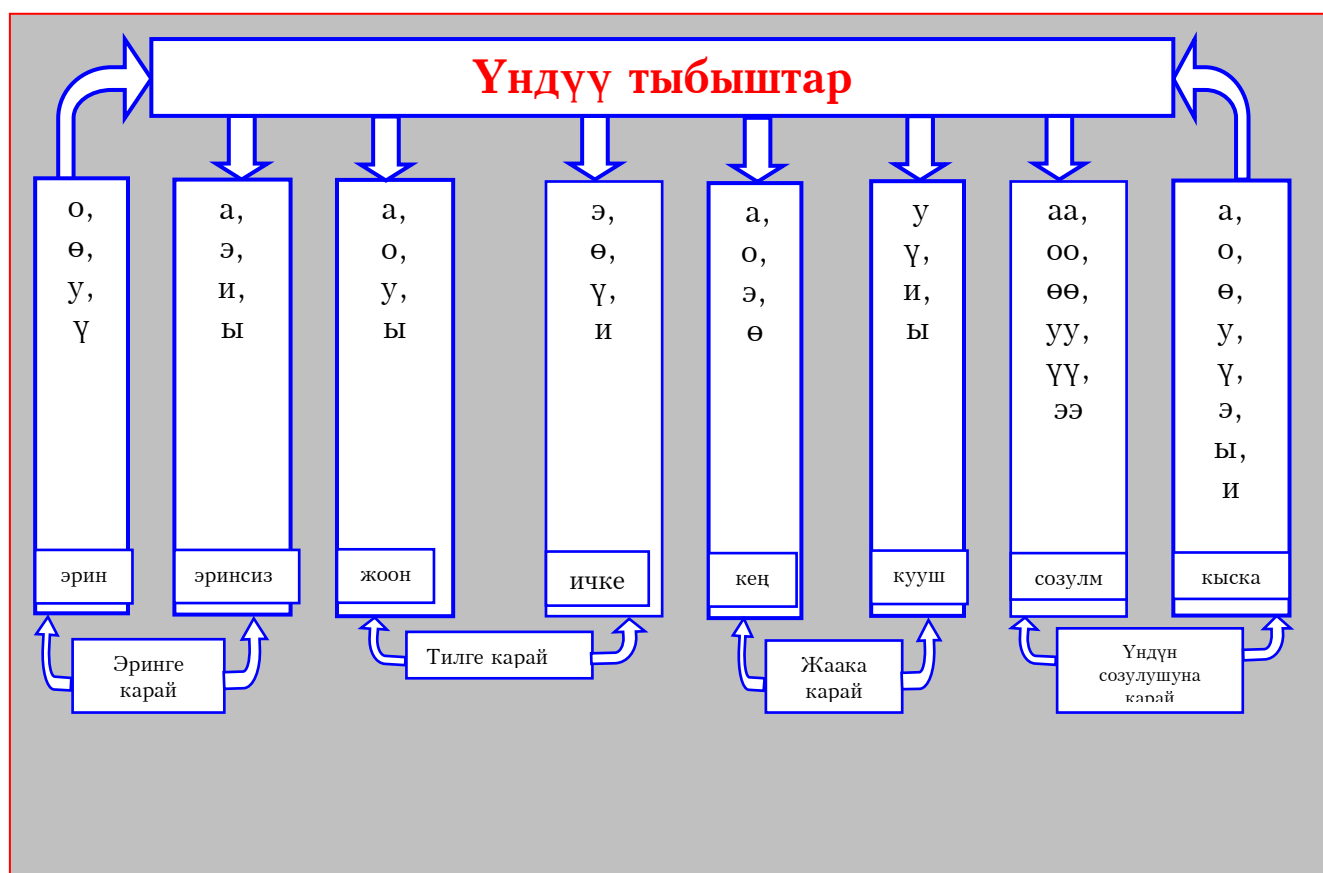 Үндүү тыбыштар
о,
ө,
у,
ү
эрин
а,
э,
и,
ы
эринсиз
а,
о,
у,
ы
жоон
э,
ө,
ү,
и
ичке
а,
о,
э,
ө
кең
у
ү,
и,
ы
кууш
аа,
оо,
өө,
уу,
үү,
ээ
созулм
а,
о,
ө,
у,
ү,
э,
ы,
и
кыска
Эринге
карай
Тилге карай
Жаака
карай
Үндүн
созулушуна
карай